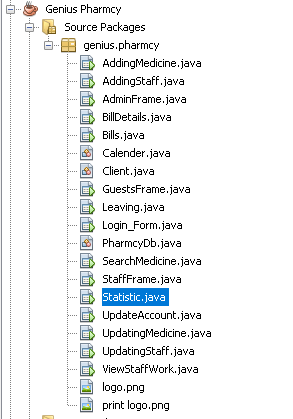 Genius Pharmcy
Source Packages
genius.pharmcy
AddingMedicine.java
AddingStaff.java
AdminFrame.java
BillDetails.java
Bills.java
Calender.java
Client.java
GuestsFrame.java
Leaving.java
Login_Form.java
PharmcyDb.java
SearchMedicine.java
StaffFrame.java
Statistic.java
UpdateAccount.java
UpdatingMedicine.java
UpdatingStaff.java
ViewStaffWork.java
logo.png
print logo.png